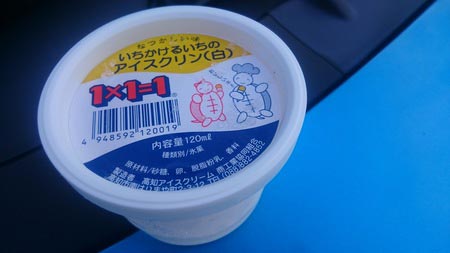 なつかしい味
いちかけるいちの
アイスクリン(白)
1×1=1
4 948592 120019
内容量120ml
種類別/氷菓
原材料/砂糖、卵、脱脂粉乳、香料
製造者 高知アイスクリーム商工業協同組合